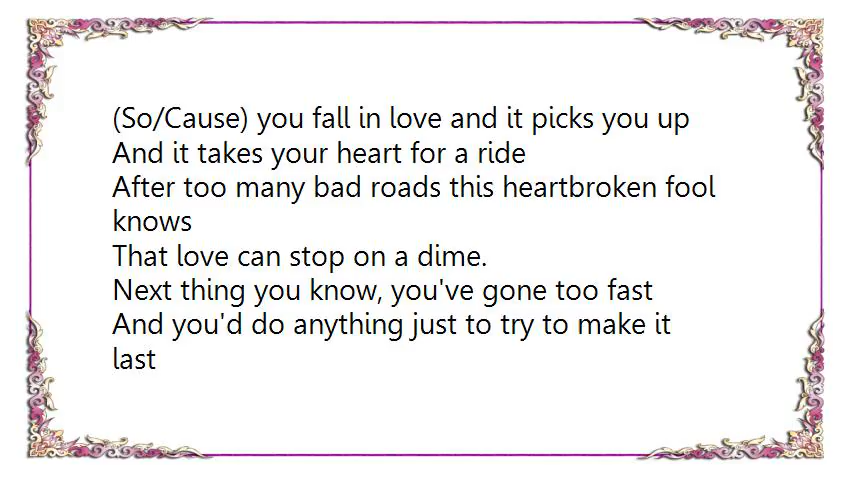 (So/Cause) you fall in love and it picks you up
And it takes your heart for a ride
After too many bad roads this heartbroken fool
knows
That love can stop on a dime.
Next thing you know, you've gone too fast
And you'd do anything just to try to make it
last